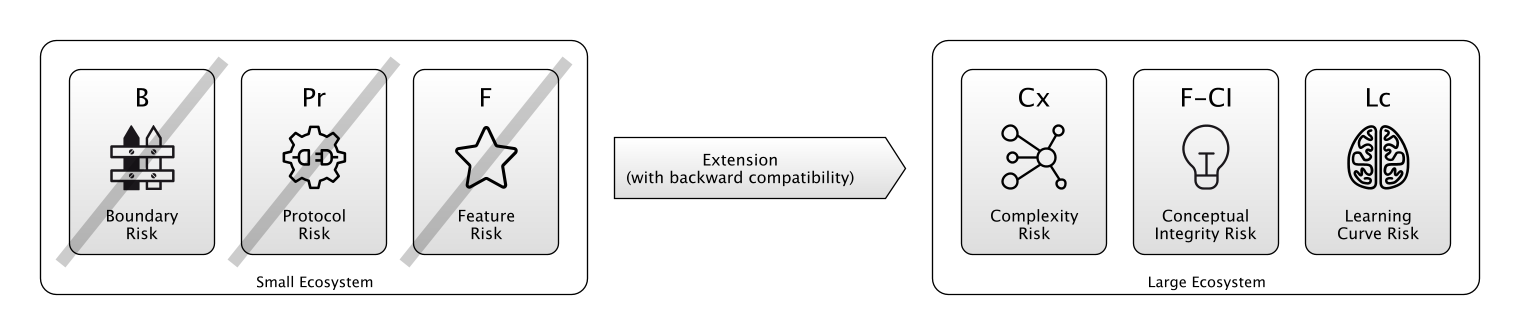 B
Boundary
Risk
Pr
Protocol
Risk
F
Feature
Risk
Small Ecosystem
Extension
(with backward compatibility)
Cx
Complexity
Risk
F-CI
Conceptual
Integrity Risk
Lc
Learning
Curve Risk
Large Ecosystem